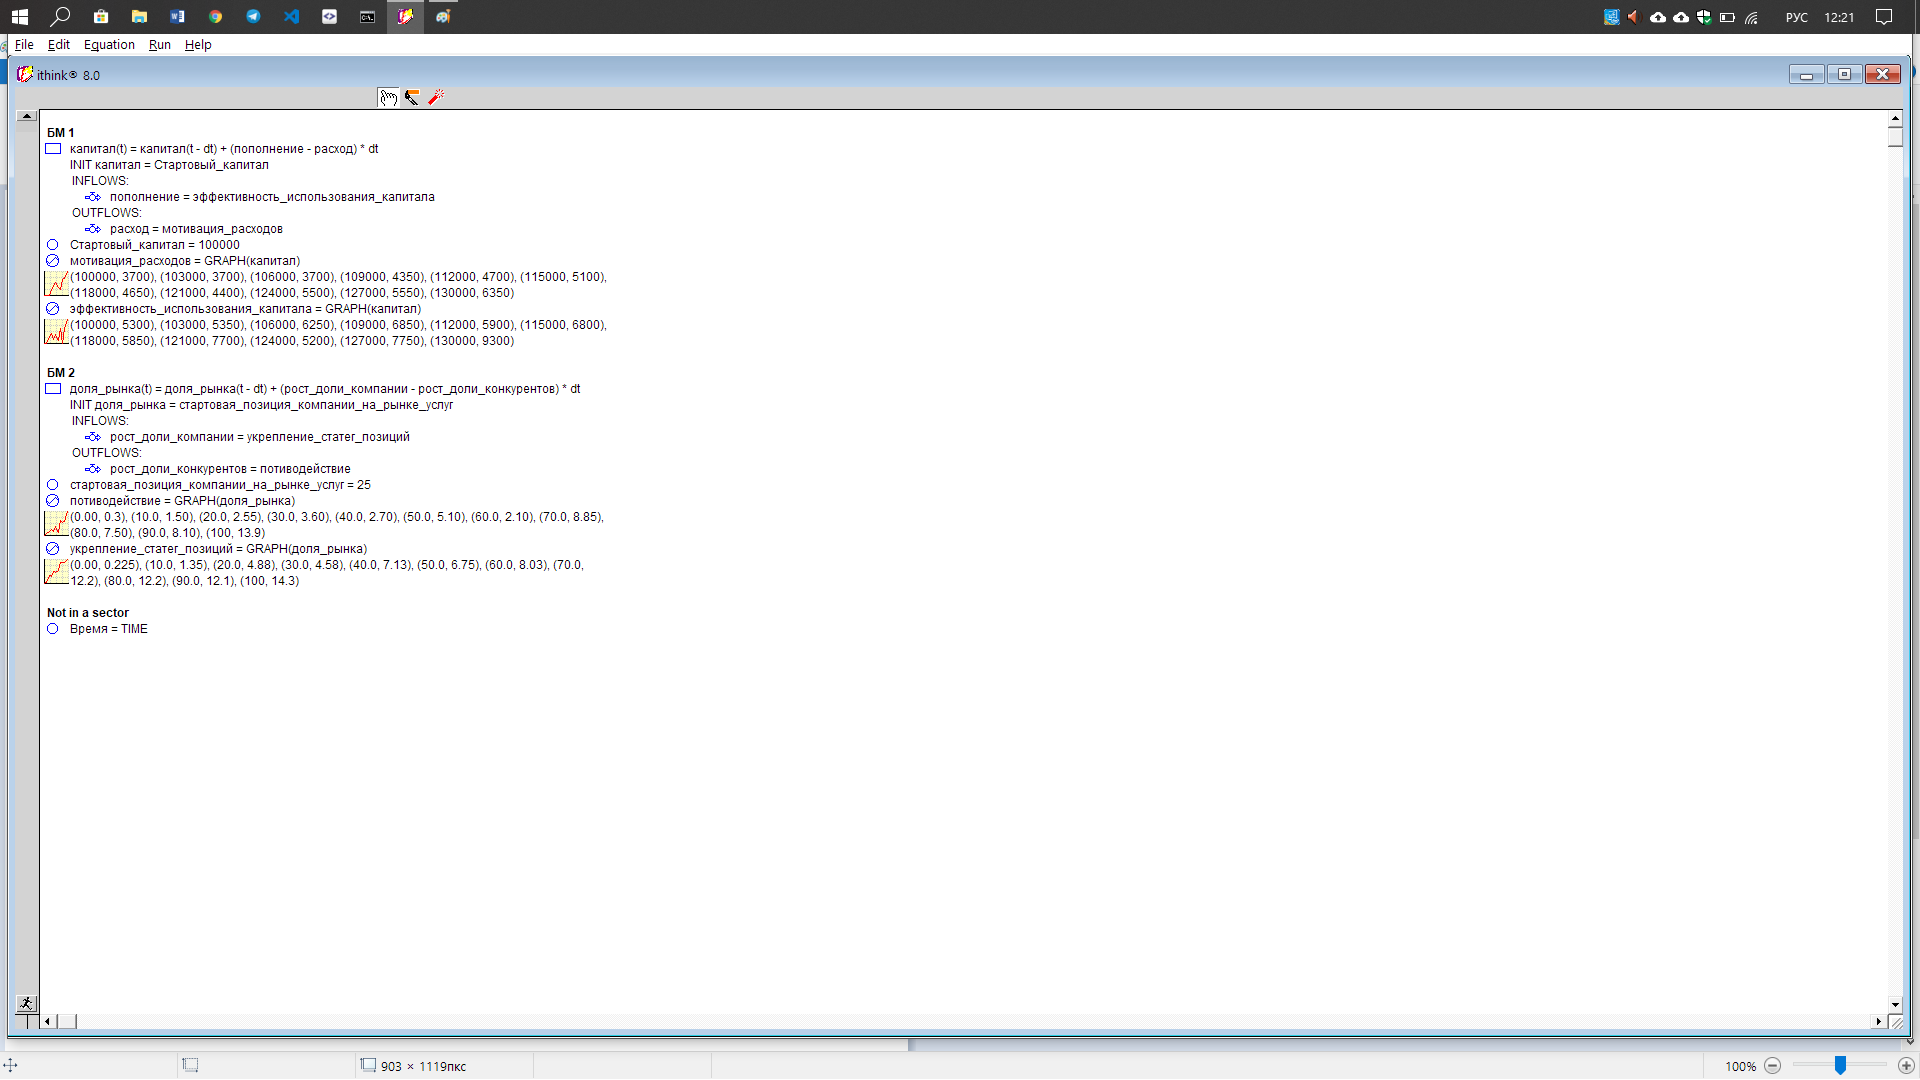 РУС 12:21
File Edit Equation Run Help
ithink® 8.0
БМ 1
капитал(t) = капитал(t - dt) + (пополнение - расход) * dt
INIT капитал = Стартовый_капитал
INFLOWS:
пополнение = эффективность_использования_капитала
OUTFLOWS:
расход = мотивация_расходов
Стартовый_капитал = 100000
мотивация_расходов = GRAPH(капитал)
(100000, 3700), (103000, 3700), (106000, 3700), (109000, 4350), (112000, 4700), (115000, 5100),
(118000, 4650), (121000, 4400), (124000, 5500), (127000, 5550), (130000, 6350)
эффективность_использования_капитала = GRAPH(капитал)
(100000, 5300), (103000, 5350), (106000, 6250), (109000, 6850), (112000, 5900), (115000, 6800),
(118000, 5850), (121000, 7700), (124000, 5200), (127000, 7750), (130000, 9300)
БМ 2
доля_рынка(t) = доля_рынка(t - dt) + (рост_доли_компании - рост_доли_конкурентов) * dt
INIT доля_рынка = стартовая_позиция_компании_на_рынке_услуг
INFLOWS:
рост_доли_компании = укрепление_статег_позиций
OUTFLOWS:
рост_доли_конкурентов = потиводействие
стартовая_позиция_компании_на_рынке_услуг = 25
потиводействие = GRAPH(доля_рынка)
(0.00, 0.3), (10.0, 1.50), (20.0, 2.55), (30.0, 3.60), (40.0, 2.70), (50.0, 5.10), (60.0, 2.10), (70.0, 8.85),
(80.0, 7.50), (90.0, 8.10), (100, 13.9)
укрепление_статег_позиций = GRAPH(доля_рынка)
(0.00, 0.225), (10.0, 1.35), (20.0, 4.88), (30.0, 4.58), (40.0, 7.13), (50.0, 6.75), (60.0, 8.03), (70.0,
12.2), (80.0, 12.2), (90.0, 12.1), (100, 14.3)
Not in a sector
Время = TIME
903 × 1119пкс
100%